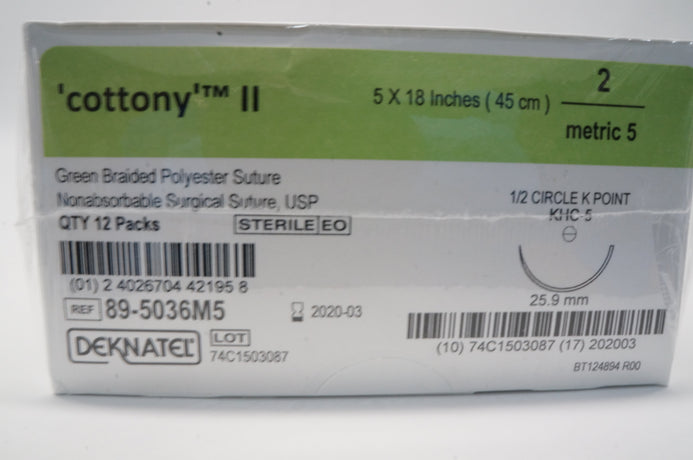 'cottony'™ II
5 X 18 Inches ( 45 cm )
2
metric 5
Green Braided Polyester Suture
Nonabsorbable Surgical Suture, USP
QTY 12 Packs
STERILE EO
1/2 CIRCLE K POINT
KHC-5
25.9 mm
(01) 2 4026704 42195 8
REF 89-5036M5
2020-03
DEKNATEL
LOT
74C1503087
(10) 74C1503087 (17) 202003
BT124894 R00